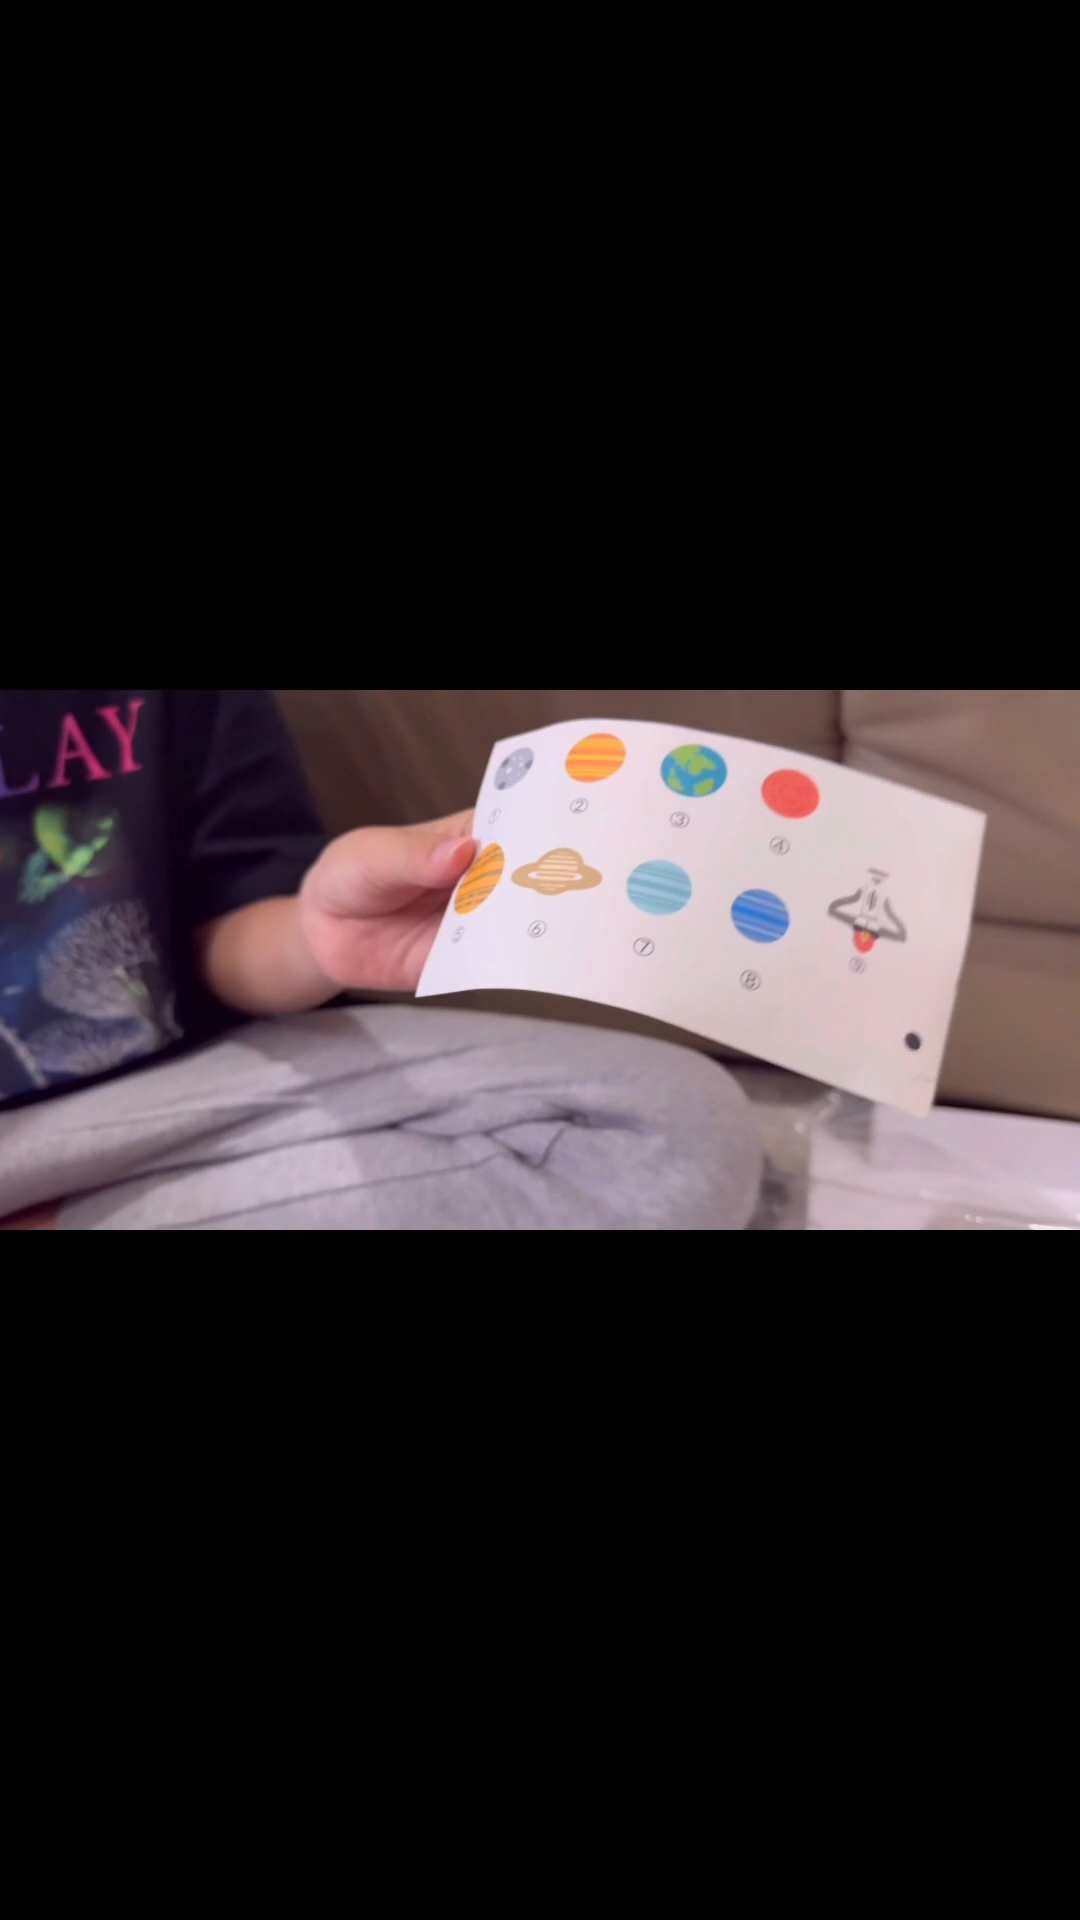 LAY
① ② ③ ④
⑤ ⑥ ⑦ ⑧ ⑨